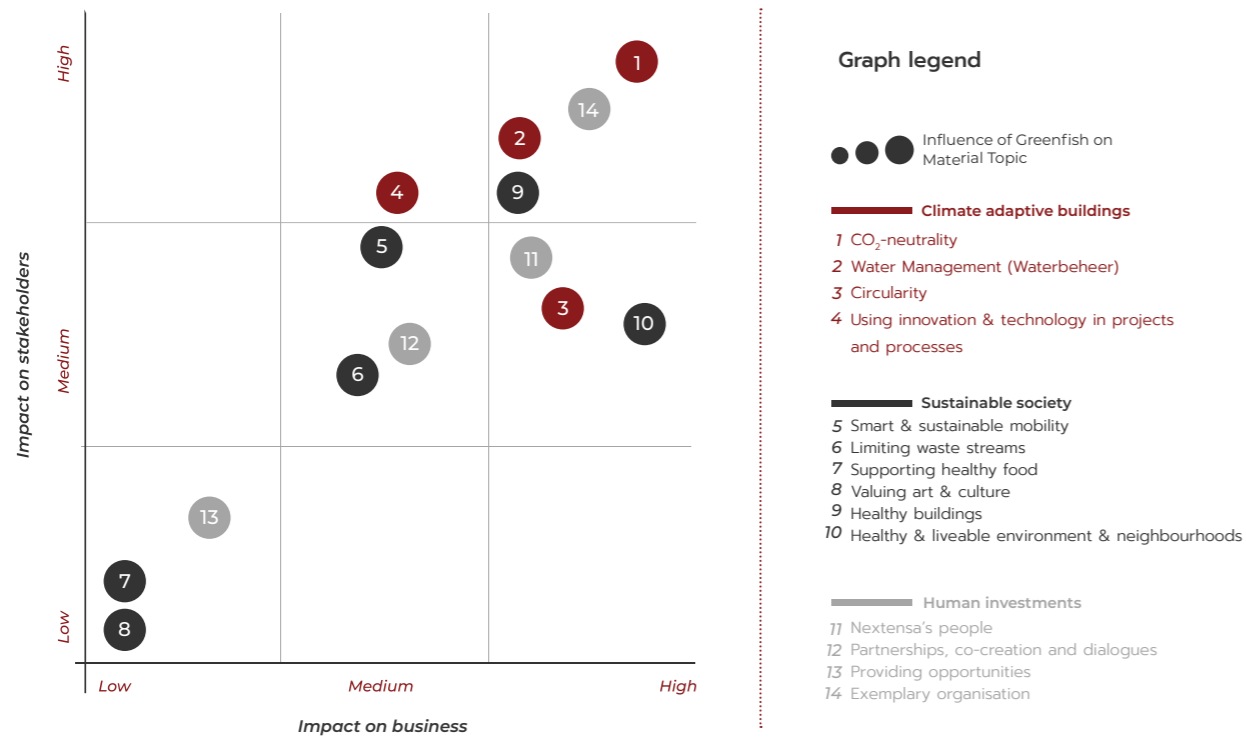 High
1
14
2
4
9
5
11
3
10
12
6
Medium
Impact on stakeholders
13
7
8
Low
Low
Medium
High
Impact on business
Graph legend
Influence of Greenfish on
Material Topic
Climate adaptive buildings
1 CO₂-neutrality
2 Water Management (Waterbeheer)
3 Circularity
4 Using innovation & technology in projects
and processes
Sustainable society
5 Smart & sustainable mobility
6 Limiting waste streams
7 Supporting healthy food
8 Valuing art & culture
9 Healthy buildings
10 Healthy & liveable environment & neighbourhoods
Human investments
11 Nextensa's people
12 Partnerships, co-creation and dialogues
13 Providing opportunities
14 Exemplary organisation